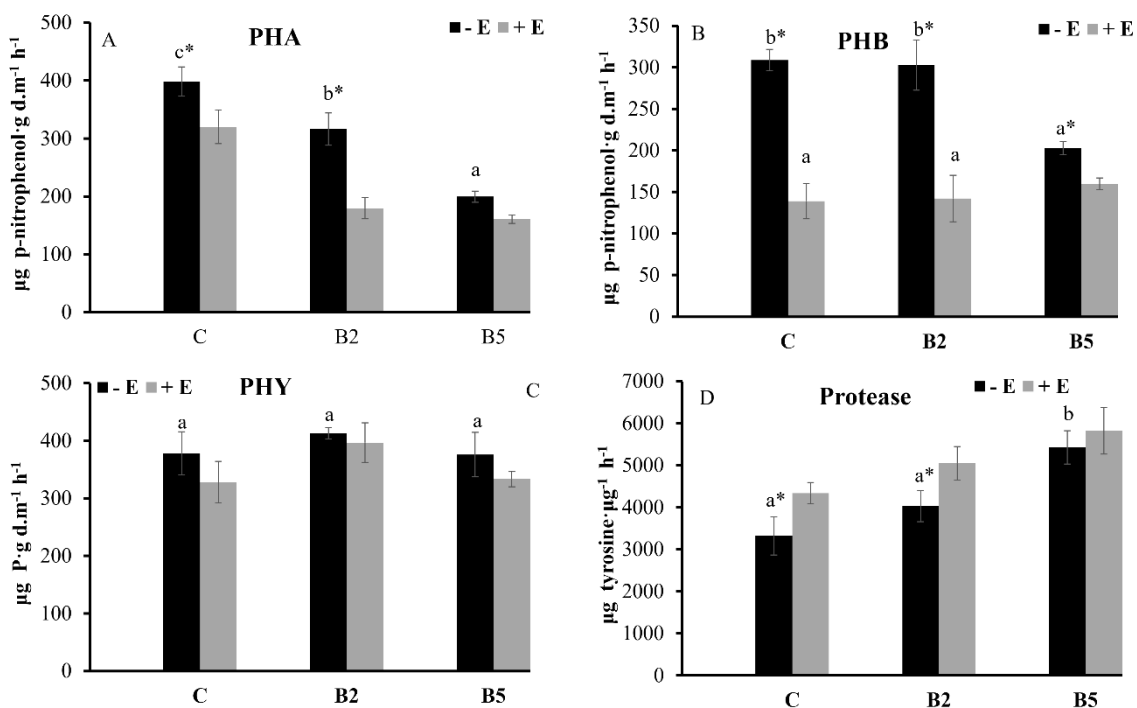 A
PHA
- E + E
µg p-nitrophenol·g d.m⁻¹ h⁻¹
500
400
300
200
100
0
c*
b*
a
C B2 B5
B
PHB
- E + E
µg p-nitrophenol·g d.m⁻¹ h⁻¹
350
300
250
200
150
100
50
0
b*
a
b*
a
a*
C B2 B5
- E + E
PHY
C
µg P·g d.m⁻¹ h⁻¹
500
400
300
200
100
0
a
a
a
C B2 B5
D
Protease
- E + E
µg tyrosine·µg⁻¹ h⁻¹
7000
6000
5000
4000
3000
2000
1000
0
a*
a*
b
C B2 B5